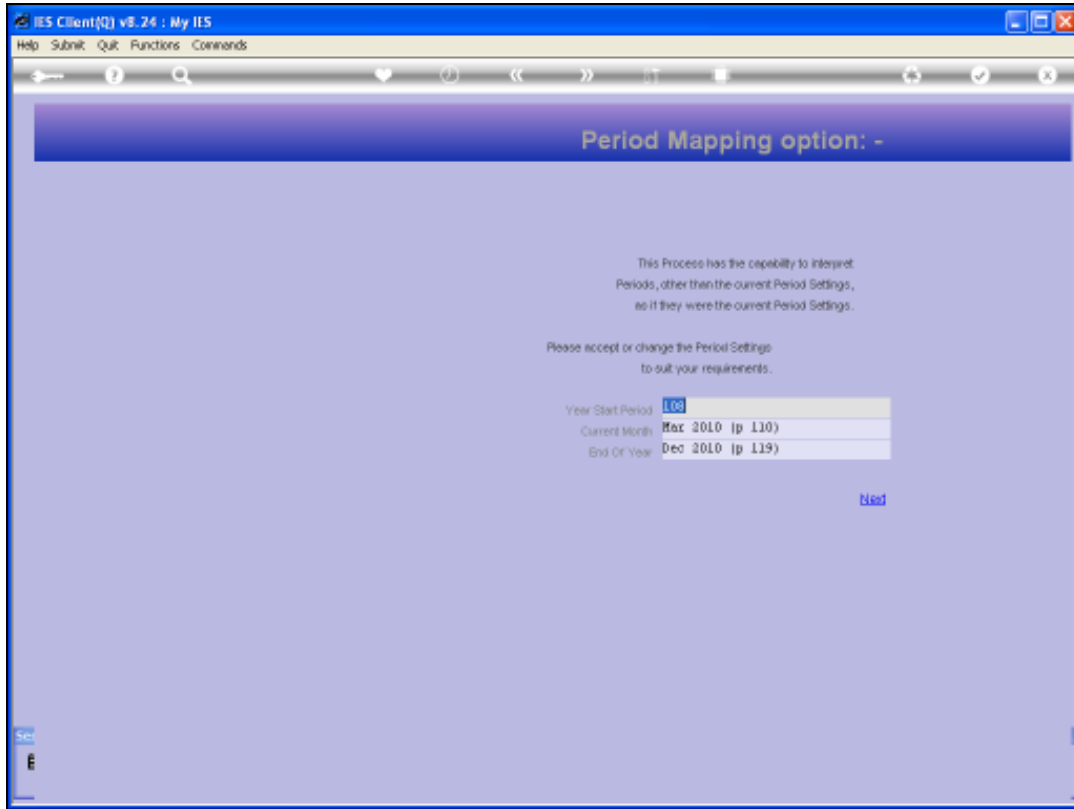 IES Client(Q) v8.24 : My IES
Help Submit Quit Functions Commands
Period Mapping option: -
This Process has the capability to interpret
Periods, other than the current Period Settings,
as if they were the current Period Settings.
Please accept or change the Period Settings
to suit your requirements.
Year Start Period 108
Current Month Mar 2010 (p 110)
End Of Year Dec 2010 (p 119)
Next
Ses